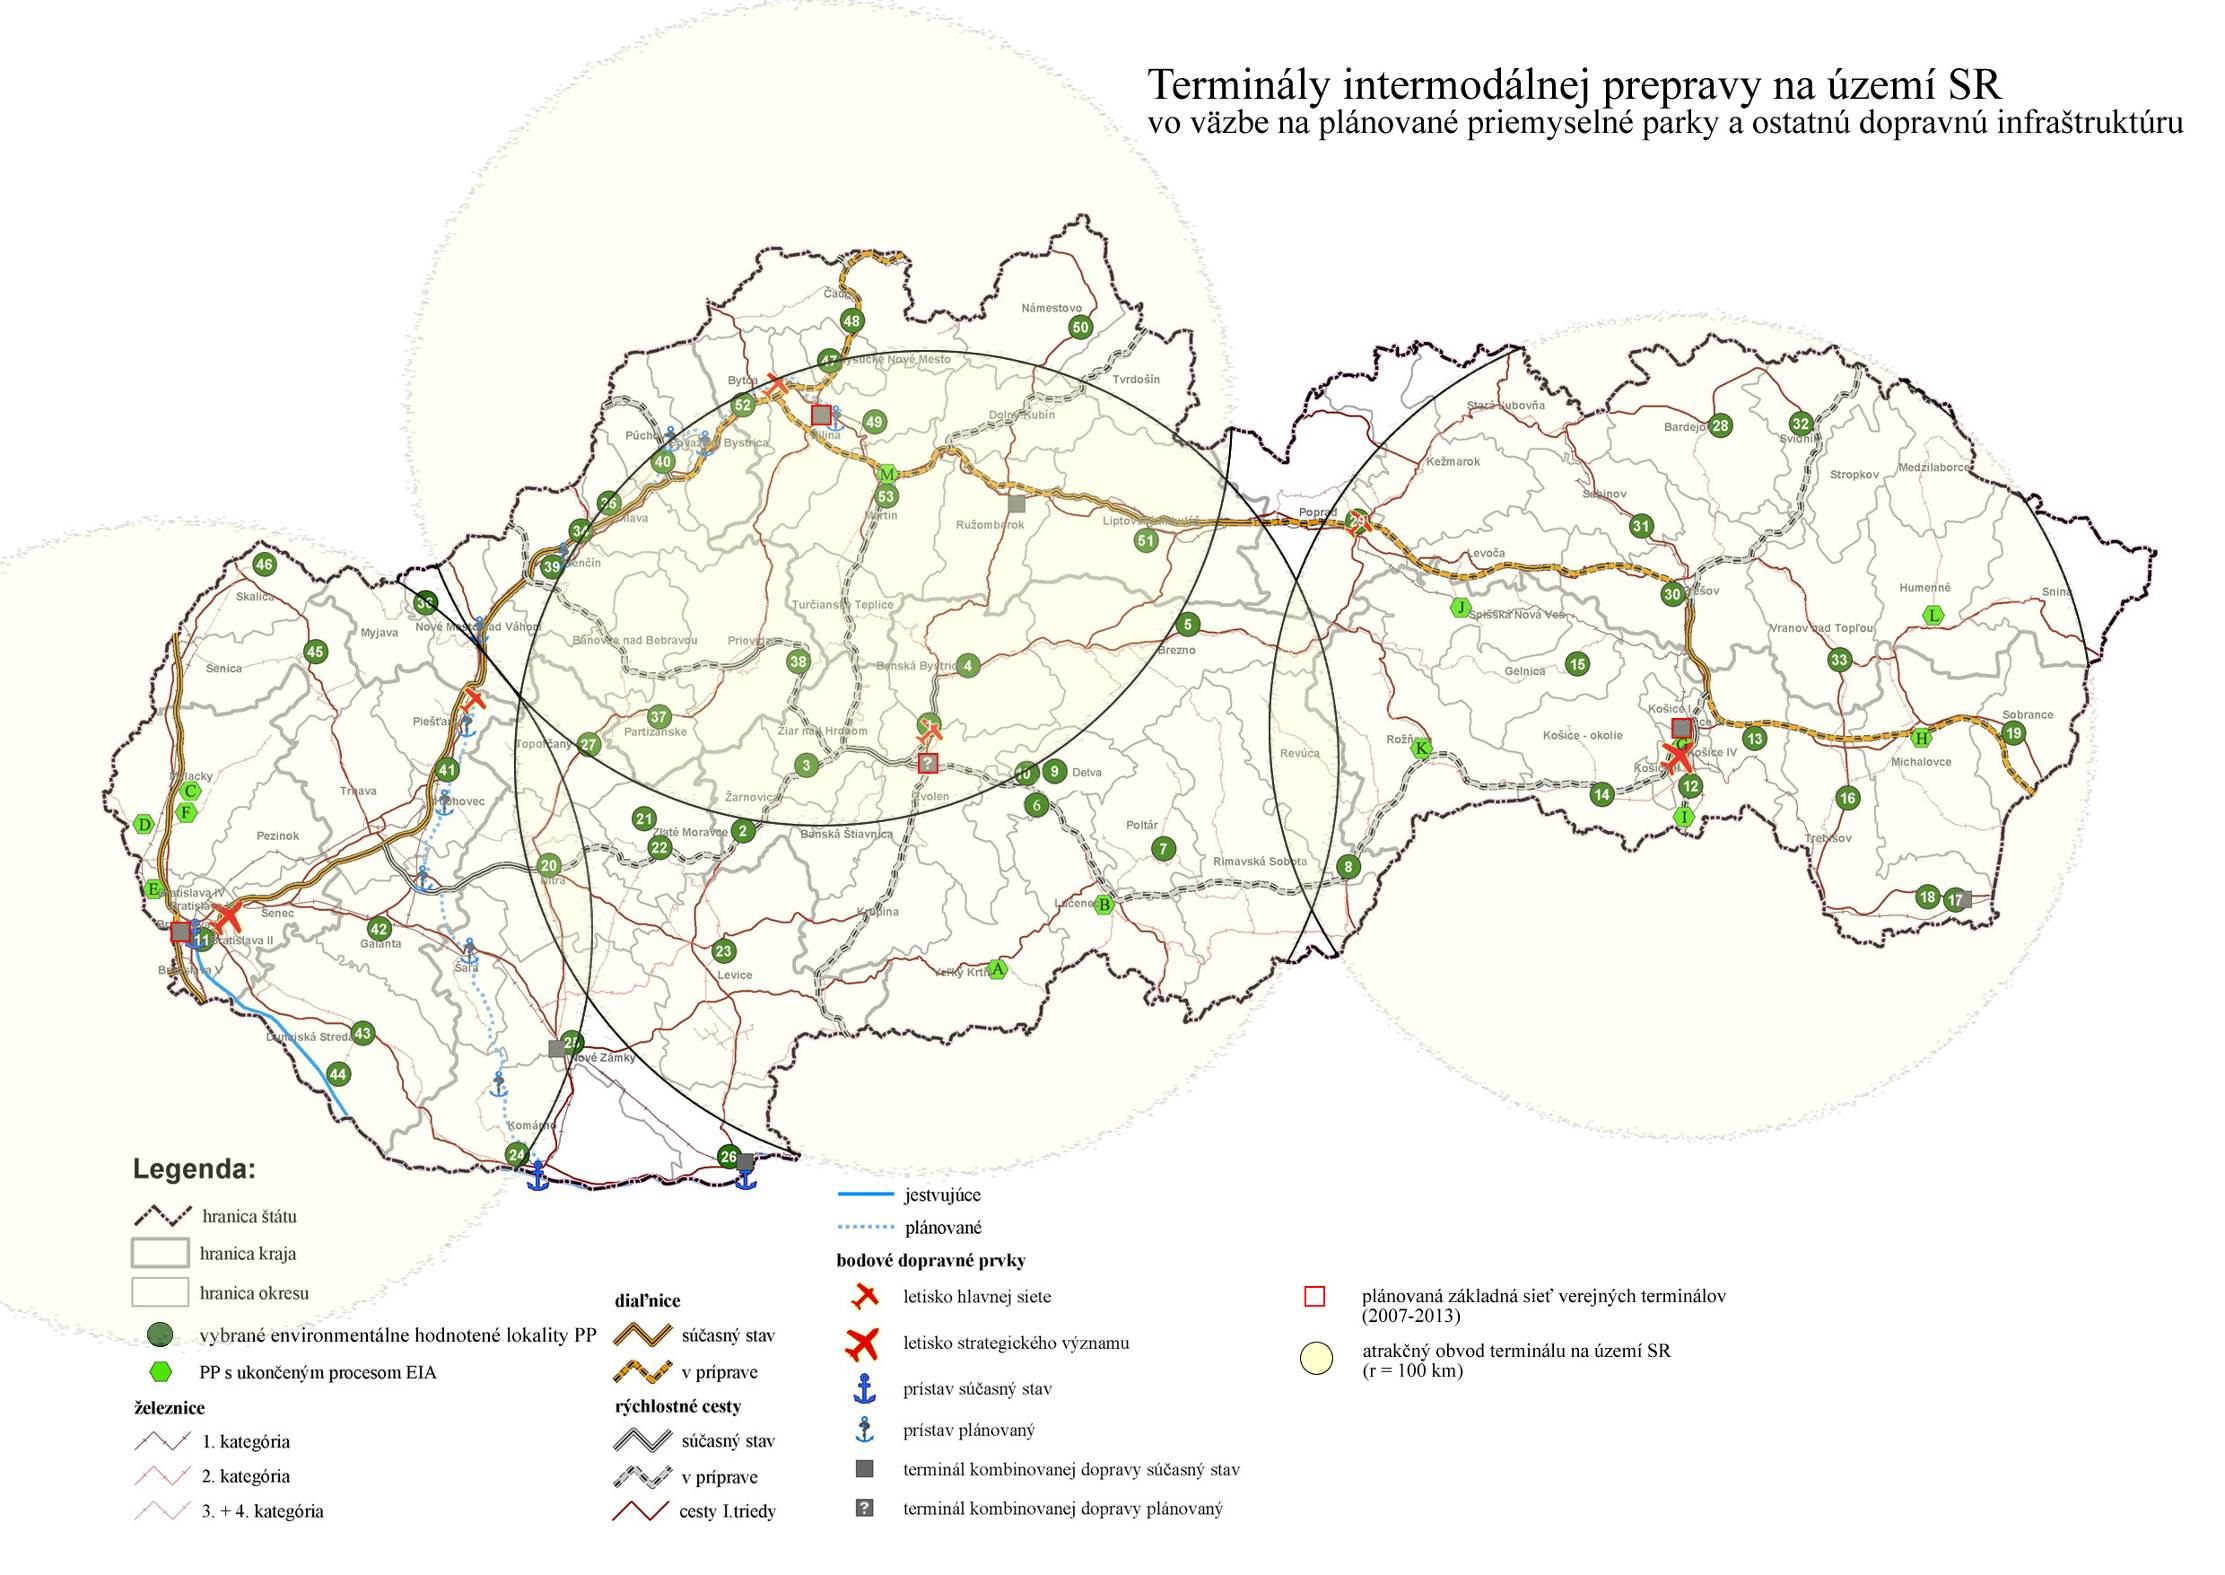 Terminály intermodálnej prepravy na území SR
vo väzbe na plánované priemyselné parky a ostatnú dopravnú infraštruktúru
Čadca
48
Námestovo
50
47
Kysucké Nové Mesto
Bytča
52
Tvrdošín
Dolný Kubín
49
Žilina
Stará Ľubovňa
Bardejov
28
32
Svidník
Púchov
Považská Bystrica
40
M
53
Martin
Kežmarok
Stropkov
Medzilaborce
35
Ilava
34
Ružomberok
Liptovský Mikuláš
51
Poprad
29
Sabinov
31
39
Trenčín
Levoča
46
Skalica
36
Nové Mesto nad Váhom
Myjava
45
Senica
Turčianske Teplice
Bánovce nad Bebravou
Prievidza
38
Banská Bystrica
4
5
Brezno
J
Spišská Nová Ves
30
Prešov
Humenné
L
Snina
Vranov nad Topľou
33
Gelnica
15
Piešťany
37
Partizánske
Topoľčany
27
Žiar nad Hronom
3
1
?
Zvolen
10
9
Detva
6
Revúca
Rožňava
K
Košice - okolie
Košice I
G
Košice IV
13
12
14
I
H
Michalovce
Sobrance
19
16
Trebišov
18
17
Malacky
C
D
F
E
Trnava
41
Hlohovec
Pezinok
Žarnovica
21
Zlaté Moravce
2
22
Banská Štiavnica
20
Nitra
Poltár
7
Rimavská Sobota
8
Lučenec
B
Bratislava IV
Senec
11
Bratislava II
Bratislava V
42
Galanta
Šaľa
Krupina
23
Levice
Veľký Krtíš
A
Dunajská Streda
43
44
25
Nové Zámky
Komárno
24
26
Legenda:
hranica štátu
hranica kraja
hranica okresu
vybrané environmentálne hodnotené lokality PP
PP s ukončeným procesom EIA
železnice
1. kategória
2. kategória
3. + 4. kategória
diaľnice
súčasný stav
v príprave
rýchlostné cesty
súčasný stav
v príprave
cesty I.triedy
jestvujúce
plánované
bodové dopravné prvky
letisko hlavnej siete
letisko strategického významu
prístav súčasný stav
prístav plánovaný
terminál kombinovanej dopravy súčasný stav
?
terminál kombinovanej dopravy plánovaný
plánovaná základná sieť verejných terminálov
(2007-2013)
atrakčný obvod terminálu na území SR
(r = 100 km)